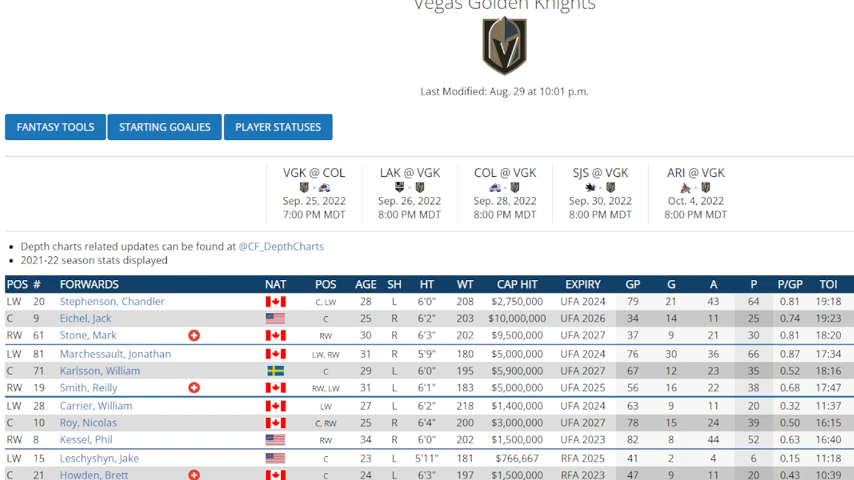 Vegas Golden Knights
Last Modified: Aug. 29 at 10:01 p.m.
FANTASY TOOLS STARTING GOALIES PLAYER STATUSES
VGK @ COL LAK @ VGK COL @ VGK SJS @ VGK ARI @ VGK
Sep. 25, 2022 Sep. 26, 2022 Sep. 28, 2022 Sep. 30, 2022 Oct. 4, 2022
7:00 PM MDT 8:00 PM MDT 8:00 PM MDT 8:00 PM MDT 8:00 PM MDT
• Depth charts related updates can be found at @CF_DepthCharts
• 2021-22 season stats displayed
POS # FORWARDS NAT POS AGE SH HT WT CAP HIT EXPIRY GP G A P P/GP TOI
LW 20 Stephenson, Chandler C, LW 28 L 6'0" 208 $2,750,000 UFA 2024 79 21 43 64 0.81 19:18
C 9 Eichel, Jack C 25 R 6'2" 203 $10,000,000 UFA 2026 34 14 11 25 0.74 19:23
RW 61 Stone, Mark RW 30 R 6'3" 202 $9,500,000 UFA 2027 37 9 21 30 0.81 18:20
LW 81 Marchessault, Jonathan LW, RW 31 R 5'9" 180 $5,000,000 UFA 2024 76 30 36 66 0.87 17:34
C 71 Karlsson, William C 29 L 6'0" 195 $5,900,000 UFA 2027 67 12 23 35 0.52 18:16
RW 19 Smith, Reilly RW, LW 31 L 6'1" 183 $5,000,000 UFA 2025 56 16 22 38 0.68 17:47
LW 28 Carrier, William LW 27 L 6'2" 218 $1,400,000 UFA 2024 63 9 11 20 0.32 11:37
C 10 Roy, Nicolas C, RW 25 R 6'4" 200 $3,000,000 UFA 2027 78 15 24 39 0.50 16:15
RW 8 Kessel, Phil RW 34 R 6'0" 202 $1,500,000 UFA 2023 82 8 44 52 0.63 16:40
LW 15 Leschyshyn, Jake C 23 L 5'11" 181 $766,667 RFA 2025 41 2 4 6 0.15 11:18
C 21 Howden, Brett C 24 L 6'3" 197 $1,500,000 RFA 2023 47 9 11 20 0.43 10:39